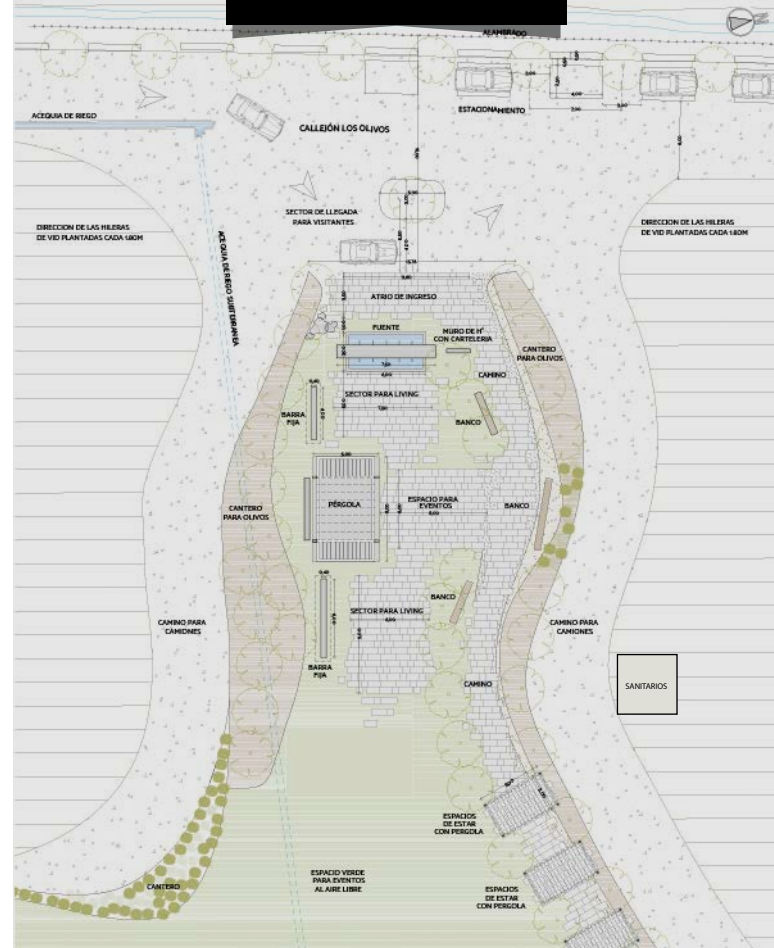 ALAMBRADO
ESTACIONAMIENTO
ACEQUIA DE RIEGO
CALLEJÓN LOS OLIVOS
SECTOR DE LLEGADA
PARA VISITANTES
DIRECCION DE LAS HILERAS
DE VID PLANTADAS CADA 1.80M
DIRECCION DE LAS HILERAS
DE VID PLANTADAS CADA 1.80M
ACEQUIA DE RIEGO SUBTERRANEA
ATRIO DE INGRESO
FUENTE
MURO DE Hº
CON CARTELERIA
CANTERO
PARA OLIVOS
CAMINO
SECTOR PARA LIVING
7,50
BARRA
FIJA
BANCO
PÉRGOLA
ESPACIO PARA
EVENTOS
BANCO
CANTERO
PARA OLIVOS
BANCO
SECTOR PARA LIVING
CAMINO PARA
CAMIONES
CAMINO PARA
CAMIONES
BARRA
FIJA
CAMINO
SANITARIOS
ESPACIOS
DE ESTAR
CON PERGOLA
ESPACIO VERDE
PARA EVENTOS
AL AIRE LIBRE
CANTERO
ESPACIOS
DE ESTAR
CON PERGOLA